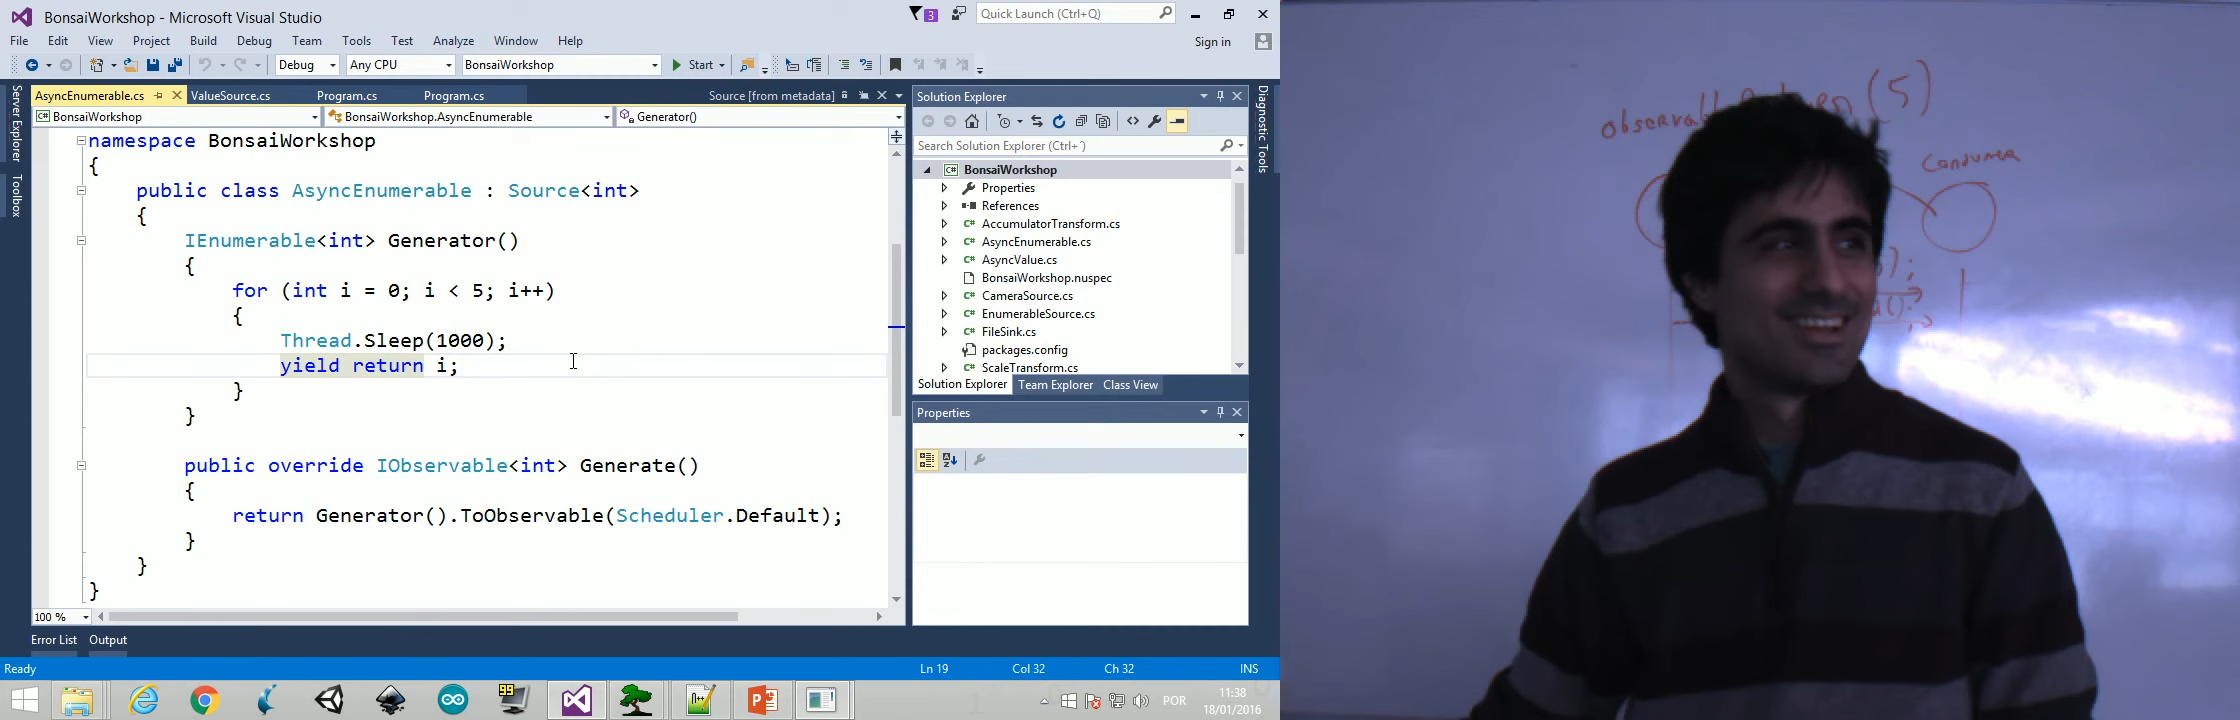 BonsaiWorkshop - Microsoft Visual Studio
3
Quick Launch (Ctrl+Q)
File Edit View Project Build Debug Team Tools Test Analyze Window Help
Sign in
Debug Any CPU BonsaiWorkshop Start
Server Explorer
Toolbox
AsyncEnumerable.cs ValueSource.cs Program.cs Program.cs Source [from metadata]
BonsaiWorkshop BonsaiWorkshop.AsyncEnumerable Generator()
namespace BonsaiWorkshop
{
public class AsyncEnumerable : Source<int>
{
IEnumerable<int> Generator()
{
for (int i = 0; i < 5; i++)
{
Thread.Sleep(1000);
yield return i;
}
}
public override IObservable<int> Generate()
{
return Generator().ToObservable(Scheduler.Default);
}
}
}
100 %
Error List Output
Solution Explorer
Search Solution Explorer (Ctrl+´)
BonsaiWorkshop
Properties
References
C# AccumulatorTransform.cs
C# AsyncEnumerable.cs
C# AsyncValue.cs
BonsaiWorkshop.nuspec
C# CameraSource.cs
C# EnumerableSource.cs
C# FileSink.cs
packages.config
C# ScaleTransform.cs
Solution Explorer Team Explorer Class View
Properties
Diagnostic Tools
Ready Ln 19 Col 32 Ch 32 INS
99
POR
11:38
18/01/2016
(5)